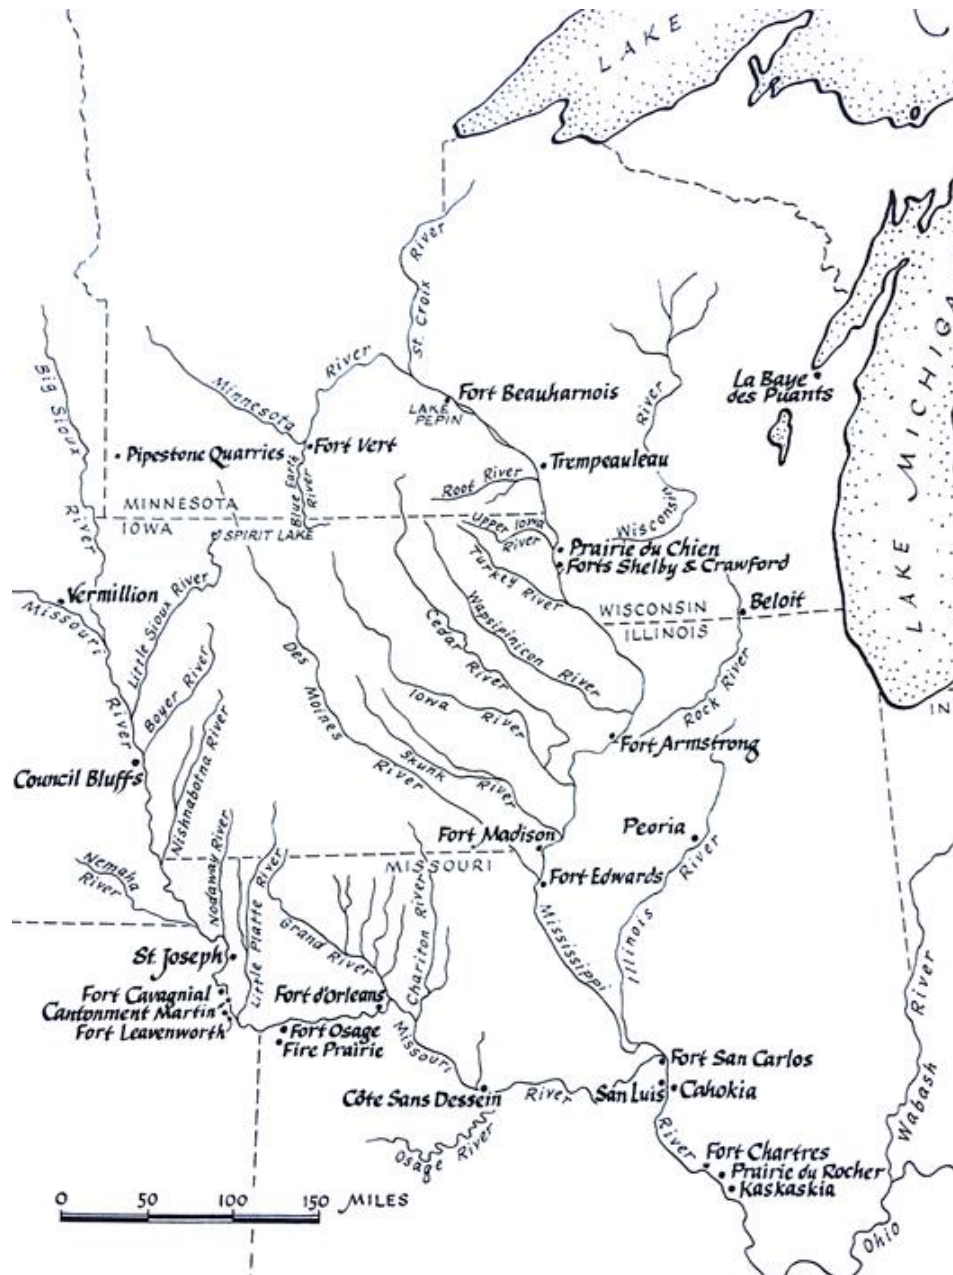 LAKE
St. Croix River
Big Sioux River
Minnesota River
River
La Baye
des Puants
Fort Beauharnois
LAKE
PEPIN
LAKE MICHIGA
Fort Vert
Pipestone Quarries
Trempeauleau
Blue Earth
River
Root River
Wisconsin
MINNESOTA
IOWA
SPIRIT LAKE
Upper Iowa
River
Prairie du Chien
Forts Shelby & Crawford
Turkey River
Vermillion
Missouri
River
Little Sioux River
Beloit
WISCONSIN
ILLINOIS
Wapsipinicon River
Cedar River
Boyer River
Des Moines River
Iowa River
Rock River
IN
Nishnabotna River
Skunk River
Fort Armstrong
Council Bluffs
Peoria
Fort Madison
MISSOURI
Nemaha
River
Nodaway River
Little Platte River
Fort Edwards
Grand River
Chariton River
Mississippi
Illinois River
St. Joseph
Fort Cavagnial
Cantonment Martin
Fort Leavenworth
Fort d'Orleans
Fort Osage
Fire Prairie
Missouri
River
Wabash River
Fort San Carlos
San Luis
Cahokia
Côte Sans Dessein
Osage River
River
Fort Chartres
Prairie du Rocher
Kaskaskia
Ohio
0 50 100 150 MILES